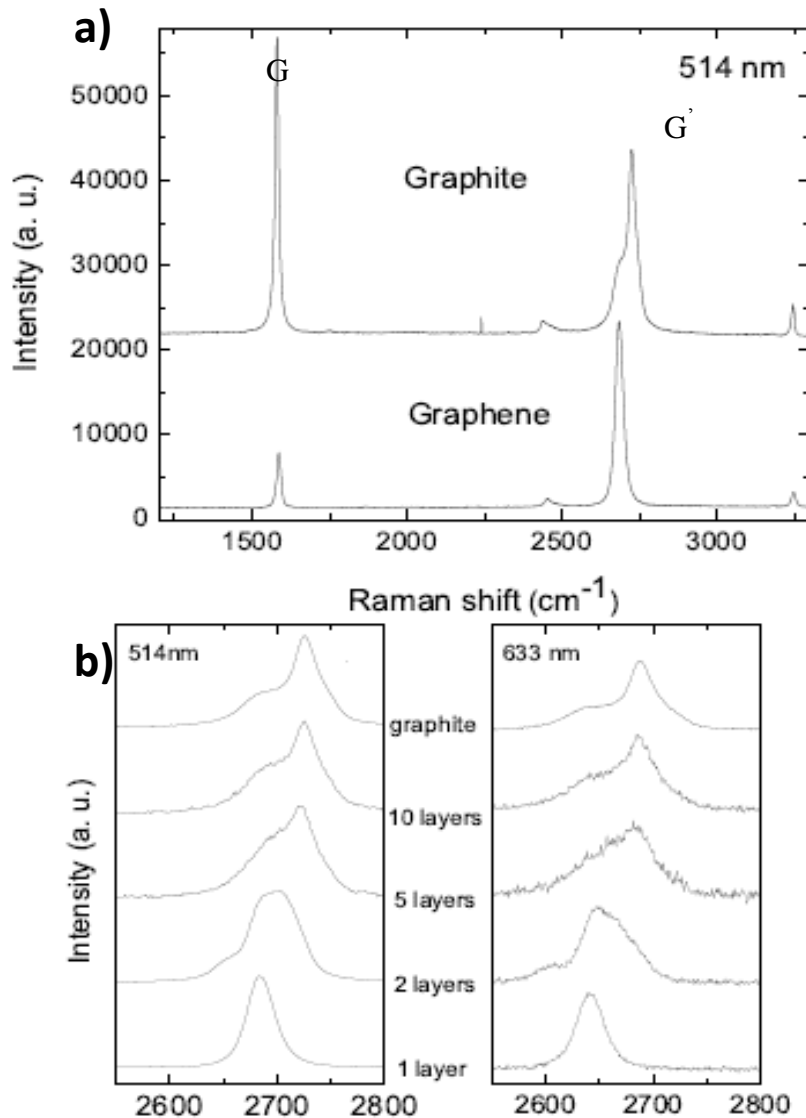 a)
G
514 nm
G'
50000
40000
30000
20000
10000
0
Graphite
Graphene
Intensity (a. u.)
1500 2000 2500 3000
Raman shift (cm-1)
b)
514nm
633 nm
graphite
10 layers
5 layers
2 layers
1 layer
Intensity (a. u.)
2600 2700 2800
2600 2700 2800